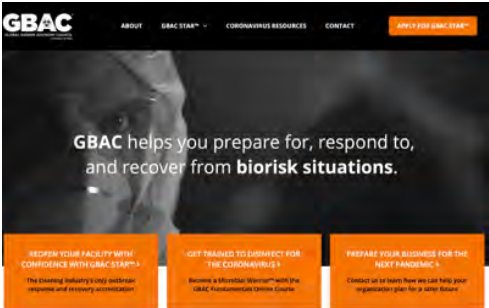 GBAC
GLOBAL BIORISK ADVISORY COUNCIL
ABOUT
GBAC STAR™
CORONAVIRUS RESOURCES
CONTACT
APPLY FOR GBAC STAR™
GBAC helps you prepare for, respond to,
and recover from biorisk situations.
REOPEN YOUR FACILITY WITH
CONFIDENCE WITH GBAC STAR™ >
The cleaning industry's only outbreak
response and recovery accreditation
GET TRAINED TO DISINFECT FOR
THE CORONAVIRUS >
Become a Microbial Warrior™ with the
GBAC Fundamentals Online Course
PREPARE YOUR BUSINESS FOR THE
NEXT PANDEMIC >
Contact us to learn how we can help your
organization plan for a safer future